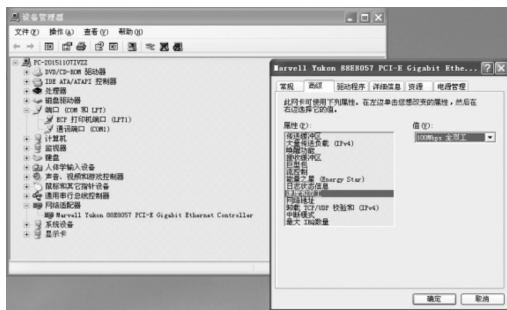 设备管理器
文件(F) 操作(A) 查看(V) 帮助(H)
PC-20151107IVZZ
DVD/CD-ROM 驱动器
IDE ATA/ATAPI 控制器
处理器
磁盘驱动器
端口 (COM 和 LPT)
ECP 打印机端口 (LPT1)
通讯端口 (COM1)
计算机
监视器
键盘
人体学输入设备
声音、视频和游戏控制器
鼠标和其它指针设备
通用串行总线控制器
网络适配器
Marvell Yukon 88E8057 PCI-E Gigabit Ethernet Controller
系统设备
显示卡
Marvell Yukon 88E8057 PCI-E Gigabit Ethe...
常规 高级 驱动程序 详细信息 资源 电源管理
此网卡可使用下列属性。在左边单击您想改变的属性，然后在
右边选择它的值。
属性(P):
值(V):
传送缓冲区
大量传送负载 (IPv4)
唤醒功能
接收缓冲区
巨型包
流控制
能量之星 (Energy Star)
日志状态信息
网络地址
卸载 TCP/UDP 校验和 (IPv4)
中断模式
最大 IRQ数量
100Mbps 全双工
确定 取消